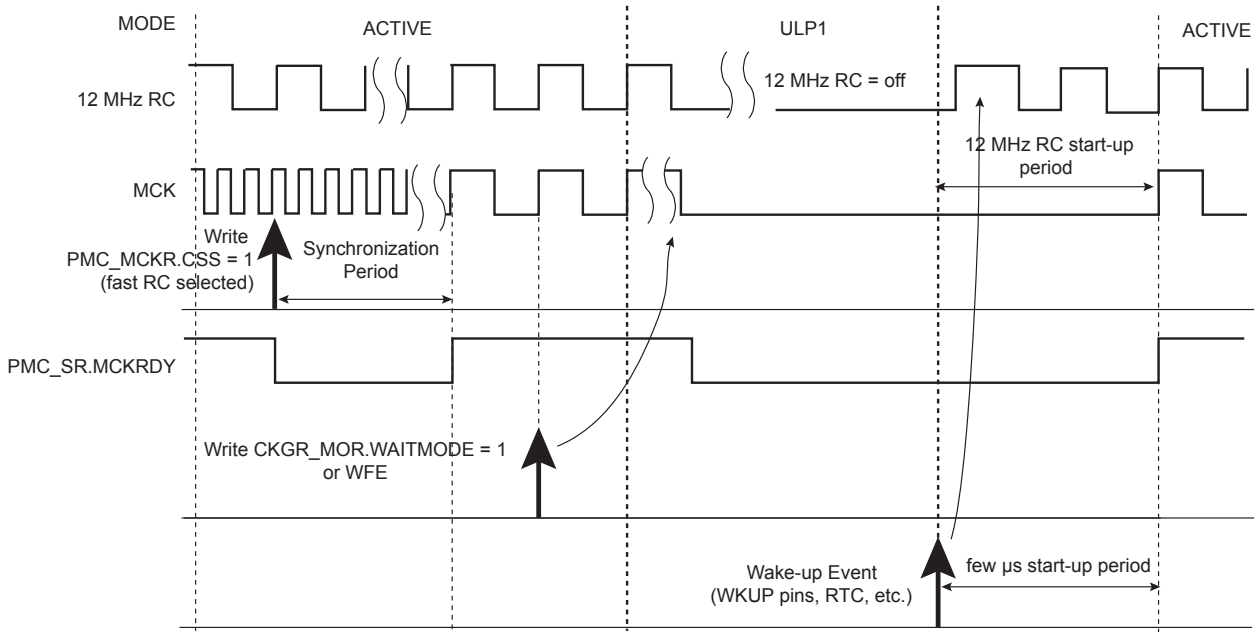 MODE
ACTIVE
ULP1
ACTIVE
12 MHz RC
12 MHz RC = off
12 MHz RC start-up
period
MCK
Write
PMC_MCKR.CSS = 1
(fast RC selected)
Synchronization
Period
PMC_SR.MCKRDY
Write CKGR_MOR.WAITMODE = 1
or WFE
Wake-up Event
(WKUP pins, RTC, etc.)
few µs start-up period